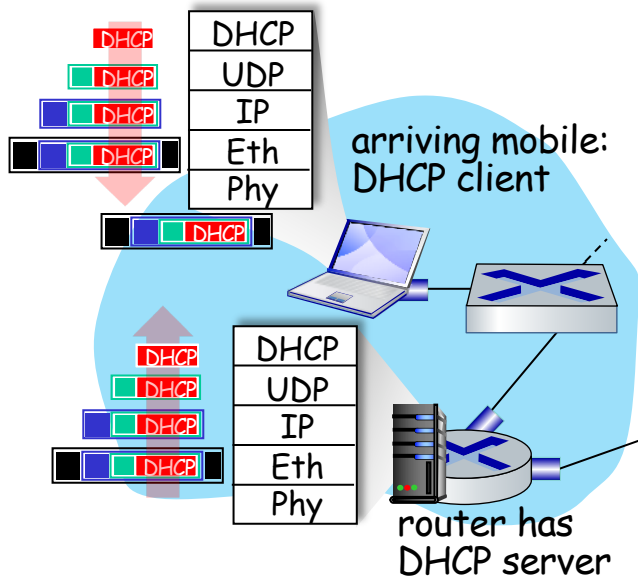 DHCP
DHCP
DHCP
DHCP
DHCP
DHCP
UDP
IP
Eth
Phy
arriving mobile:
DHCP client
DHCP
DHCP
DHCP
DHCP
DHCP
UDP
IP
Eth
Phy
router has
DHCP server